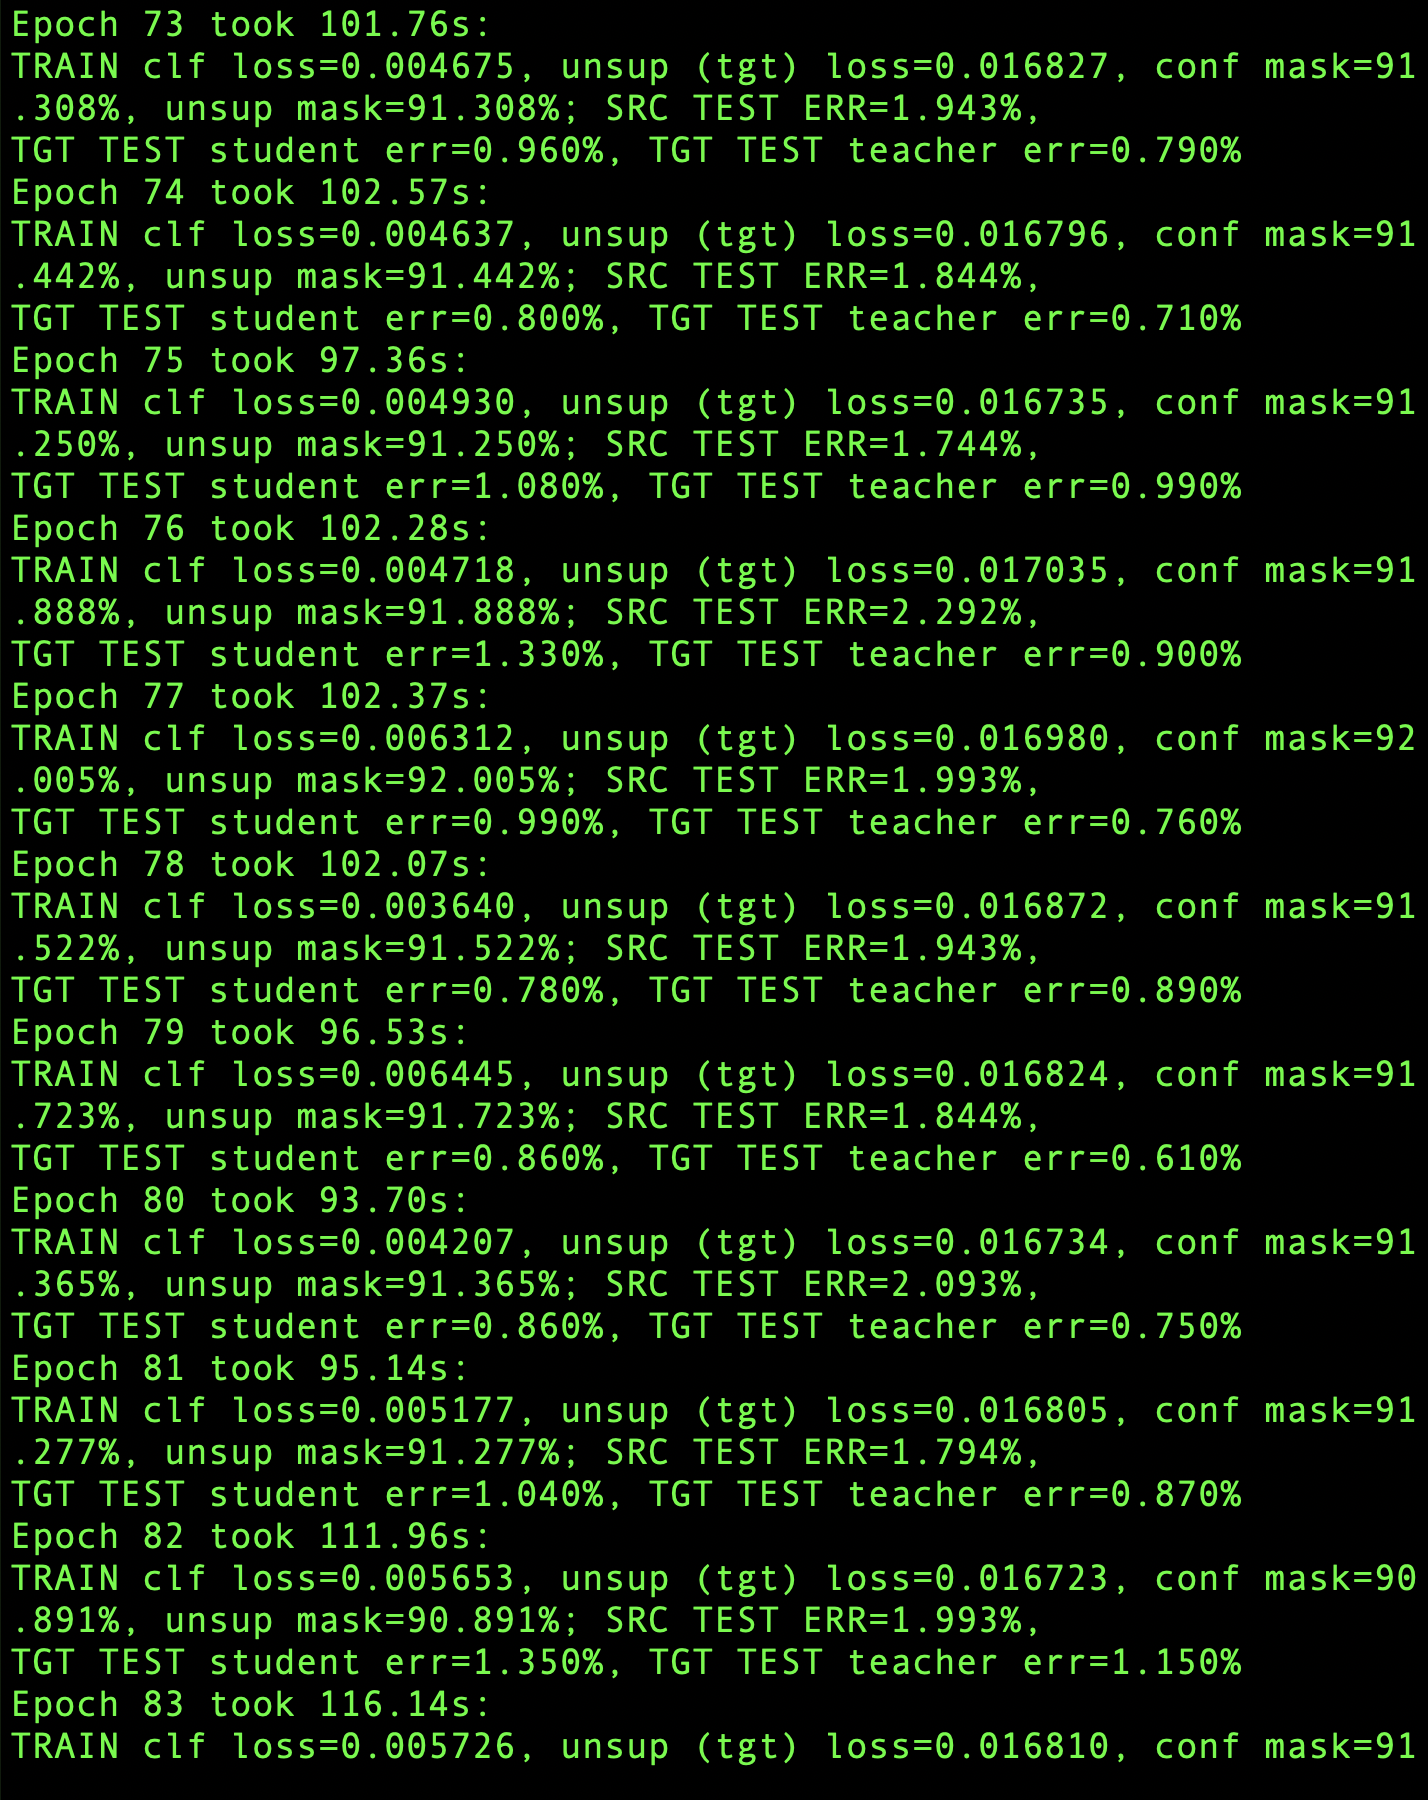 Epoch 73 took 101.76s:
TRAIN clf loss=0.004675, unsup (tgt) loss=0.016827, conf mask=91
.308%, unsup mask=91.308%; SRC TEST ERR=1.943%,
TGT TEST student err=0.960%, TGT TEST teacher err=0.790%
Epoch 74 took 102.57s:
TRAIN clf loss=0.004637, unsup (tgt) loss=0.016796, conf mask=91
.442%, unsup mask=91.442%; SRC TEST ERR=1.844%,
TGT TEST student err=0.800%, TGT TEST teacher err=0.710%
Epoch 75 took 97.36s:
TRAIN clf loss=0.004930, unsup (tgt) loss=0.016735, conf mask=91
.250%, unsup mask=91.250%; SRC TEST ERR=1.744%,
TGT TEST student err=1.080%, TGT TEST teacher err=0.990%
Epoch 76 took 102.28s:
TRAIN clf loss=0.004718, unsup (tgt) loss=0.017035, conf mask=91
.888%, unsup mask=91.888%; SRC TEST ERR=2.292%,
TGT TEST student err=1.330%, TGT TEST teacher err=0.900%
Epoch 77 took 102.37s:
TRAIN clf loss=0.006312, unsup (tgt) loss=0.016980, conf mask=92
.005%, unsup mask=92.005%; SRC TEST ERR=1.993%,
TGT TEST student err=0.990%, TGT TEST teacher err=0.760%
Epoch 78 took 102.07s:
TRAIN clf loss=0.003640, unsup (tgt) loss=0.016872, conf mask=91
.522%, unsup mask=91.522%; SRC TEST ERR=1.943%,
TGT TEST student err=0.780%, TGT TEST teacher err=0.890%
Epoch 79 took 96.53s:
TRAIN clf loss=0.006445, unsup (tgt) loss=0.016824, conf mask=91
.723%, unsup mask=91.723%; SRC TEST ERR=1.844%,
TGT TEST student err=0.860%, TGT TEST teacher err=0.610%
Epoch 80 took 93.70s:
TRAIN clf loss=0.004207, unsup (tgt) loss=0.016734, conf mask=91
.365%, unsup mask=91.365%; SRC TEST ERR=2.093%,
TGT TEST student err=0.860%, TGT TEST teacher err=0.750%
Epoch 81 took 95.14s:
TRAIN clf loss=0.005177, unsup (tgt) loss=0.016805, conf mask=91
.277%, unsup mask=91.277%; SRC TEST ERR=1.794%,
TGT TEST student err=1.040%, TGT TEST teacher err=0.870%
Epoch 82 took 111.96s:
TRAIN clf loss=0.005653, unsup (tgt) loss=0.016723, conf mask=90
.891%, unsup mask=90.891%; SRC TEST ERR=1.993%,
TGT TEST student err=1.350%, TGT TEST teacher err=1.150%
Epoch 83 took 116.14s:
TRAIN clf loss=0.005726, unsup (tgt) loss=0.016810, conf mask=91